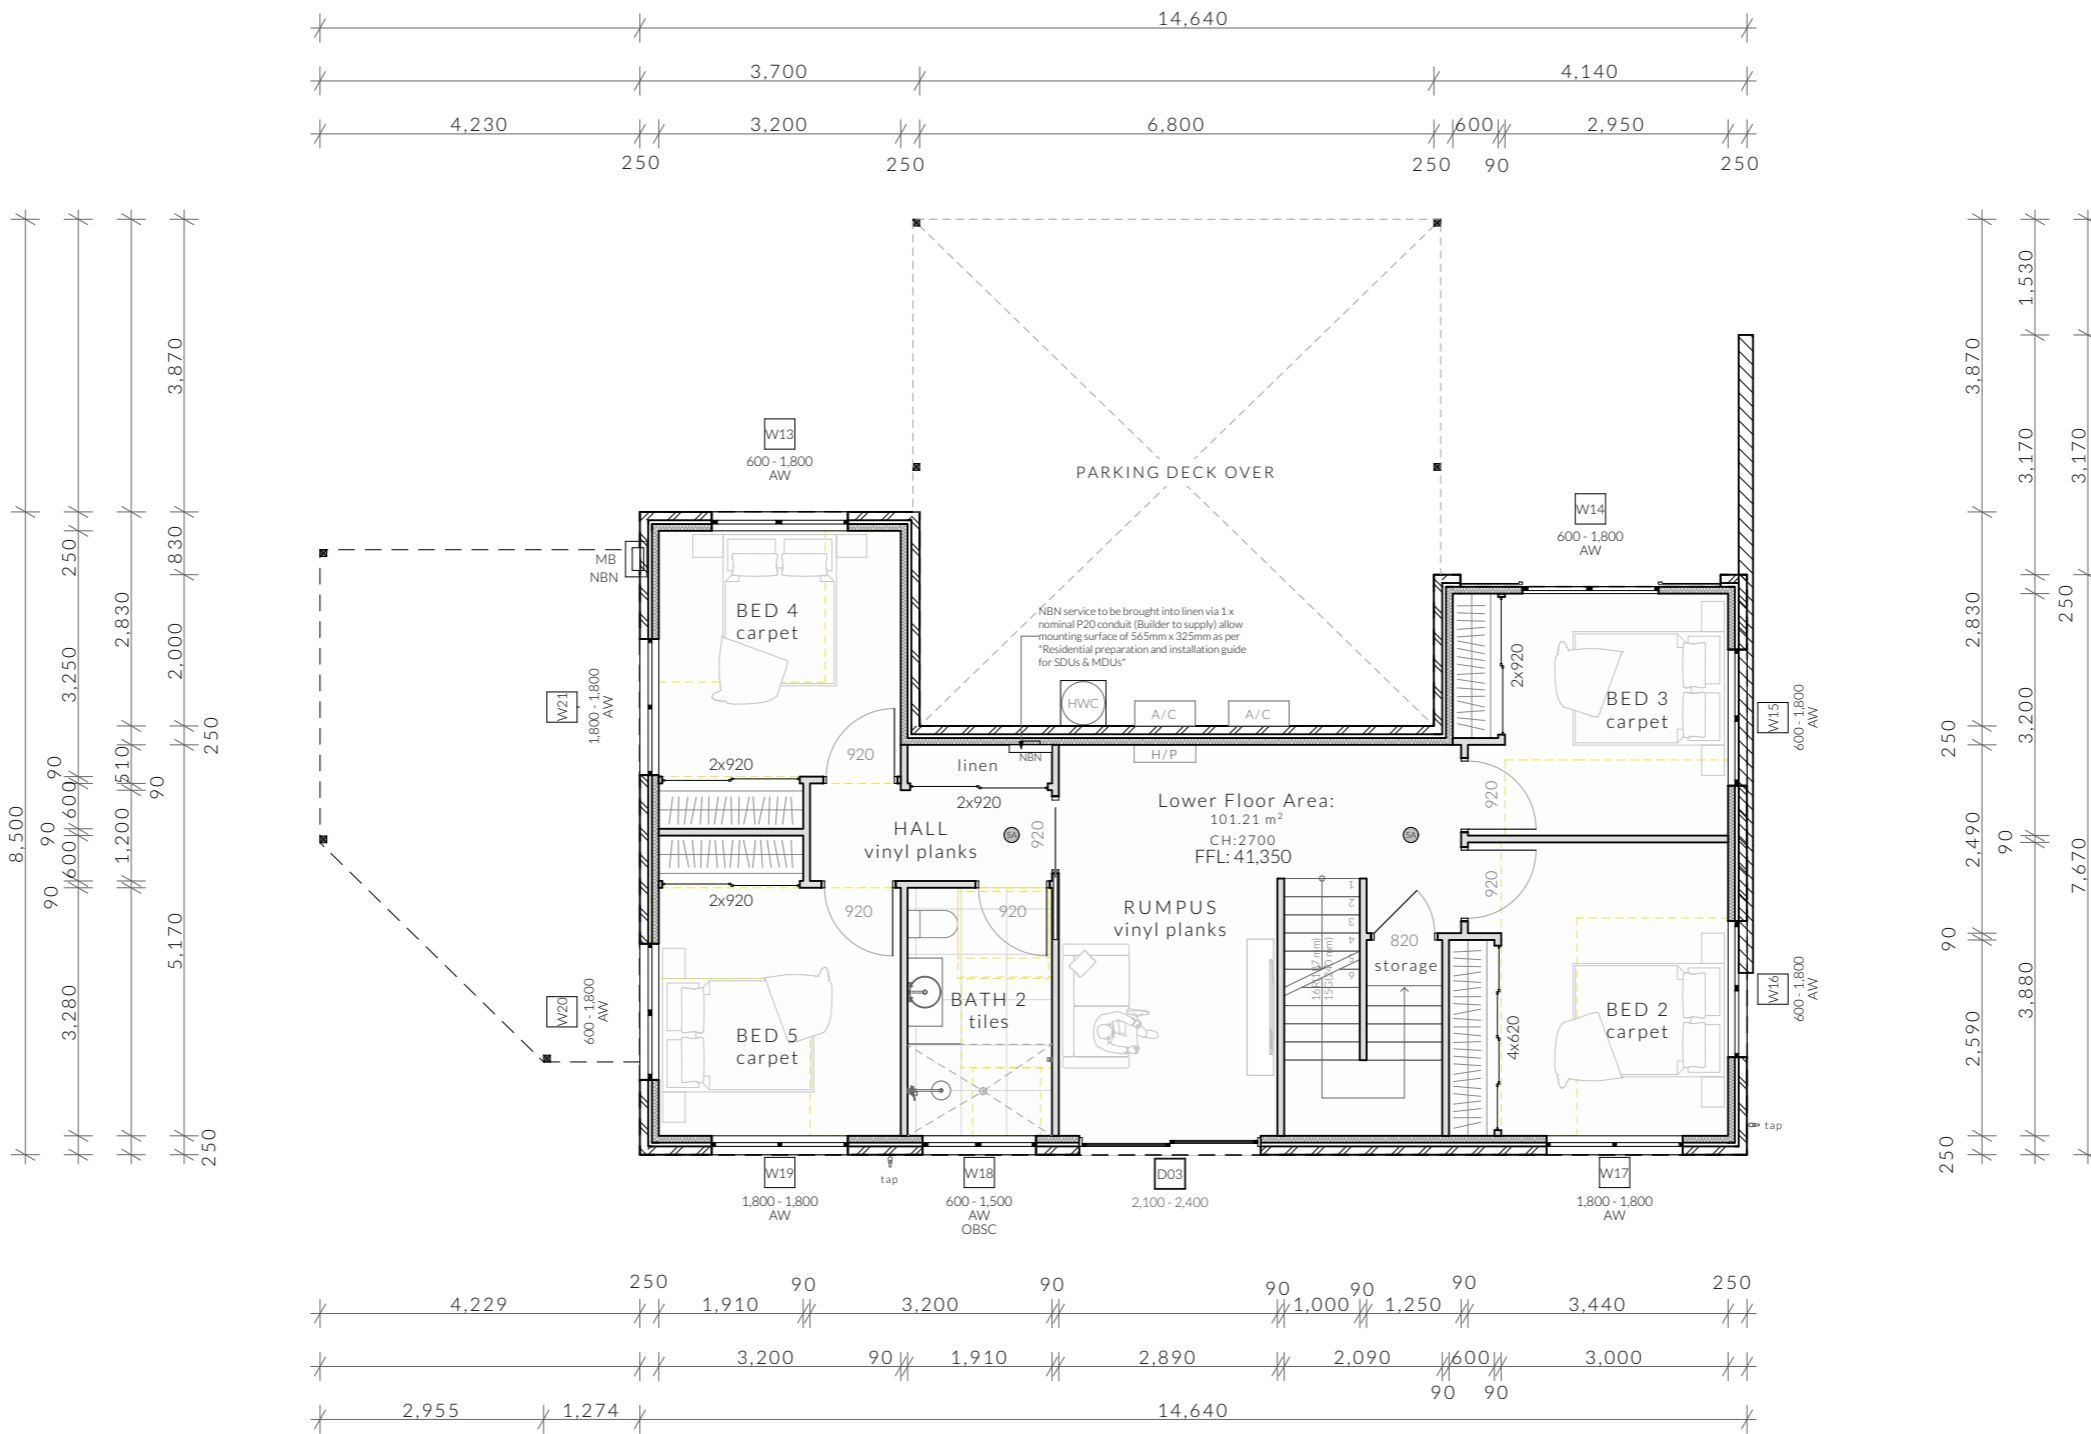 14,640
3,700
4,140
4,230
3,200
6,800
600
2,950
250
250
250
90
250
8,500
250
3,250
90
600
90
600
90
3,280
2,830
510
90
1,200
3,870
830
2,000
250
5,170
250
3,870
2,830
250
2,490
90
90
2,590
250
1,530
3,170
3,200
3,880
3,170
250
7,670
W13
600 - 1,800
AW
PARKING DECK OVER
W14
600 - 1,800
AW
MB
NBN
BED 4
carpet
NBN service to be brought into linen via 1 x
nominal P20 conduit (Builder to supply) allow
mounting surface of 565mm x 325mm as per
"Residential preparation and installation guide
for SDUs & MDUs"
HWC
A/C
A/C
H/P
NBN
2x920
BED 3
carpet
W15
600 - 1,800
AW
W21
1,800 - 1,800
AW
2x920
920
linen
2x920
HALL
vinyl planks
SA
920
Lower Floor Area:
101.21 m²
CH:2700
FFL: 41,350
SA
920
920
2x920
920
920
RUMPUS
vinyl planks
1
2
3
4
5
6
820
storage
W20
600 - 1,800
AW
BED 5
carpet
BATH 2
tiles
4x620
BED 2
carpet
W16
600 - 1,800
AW
tap
W19
1,800 - 1,800
AW
tap
W18
600 - 1,500
AW
OBSC
D03
2,100 - 2,400
W17
1,800 - 1,800
AW
250
90
90
90
90
90
250
4,229
1,910
3,200
1,000
1,250
3,440
3,200
90
1,910
2,890
2,090
600
3,000
90
90
2,955
1,274
14,640